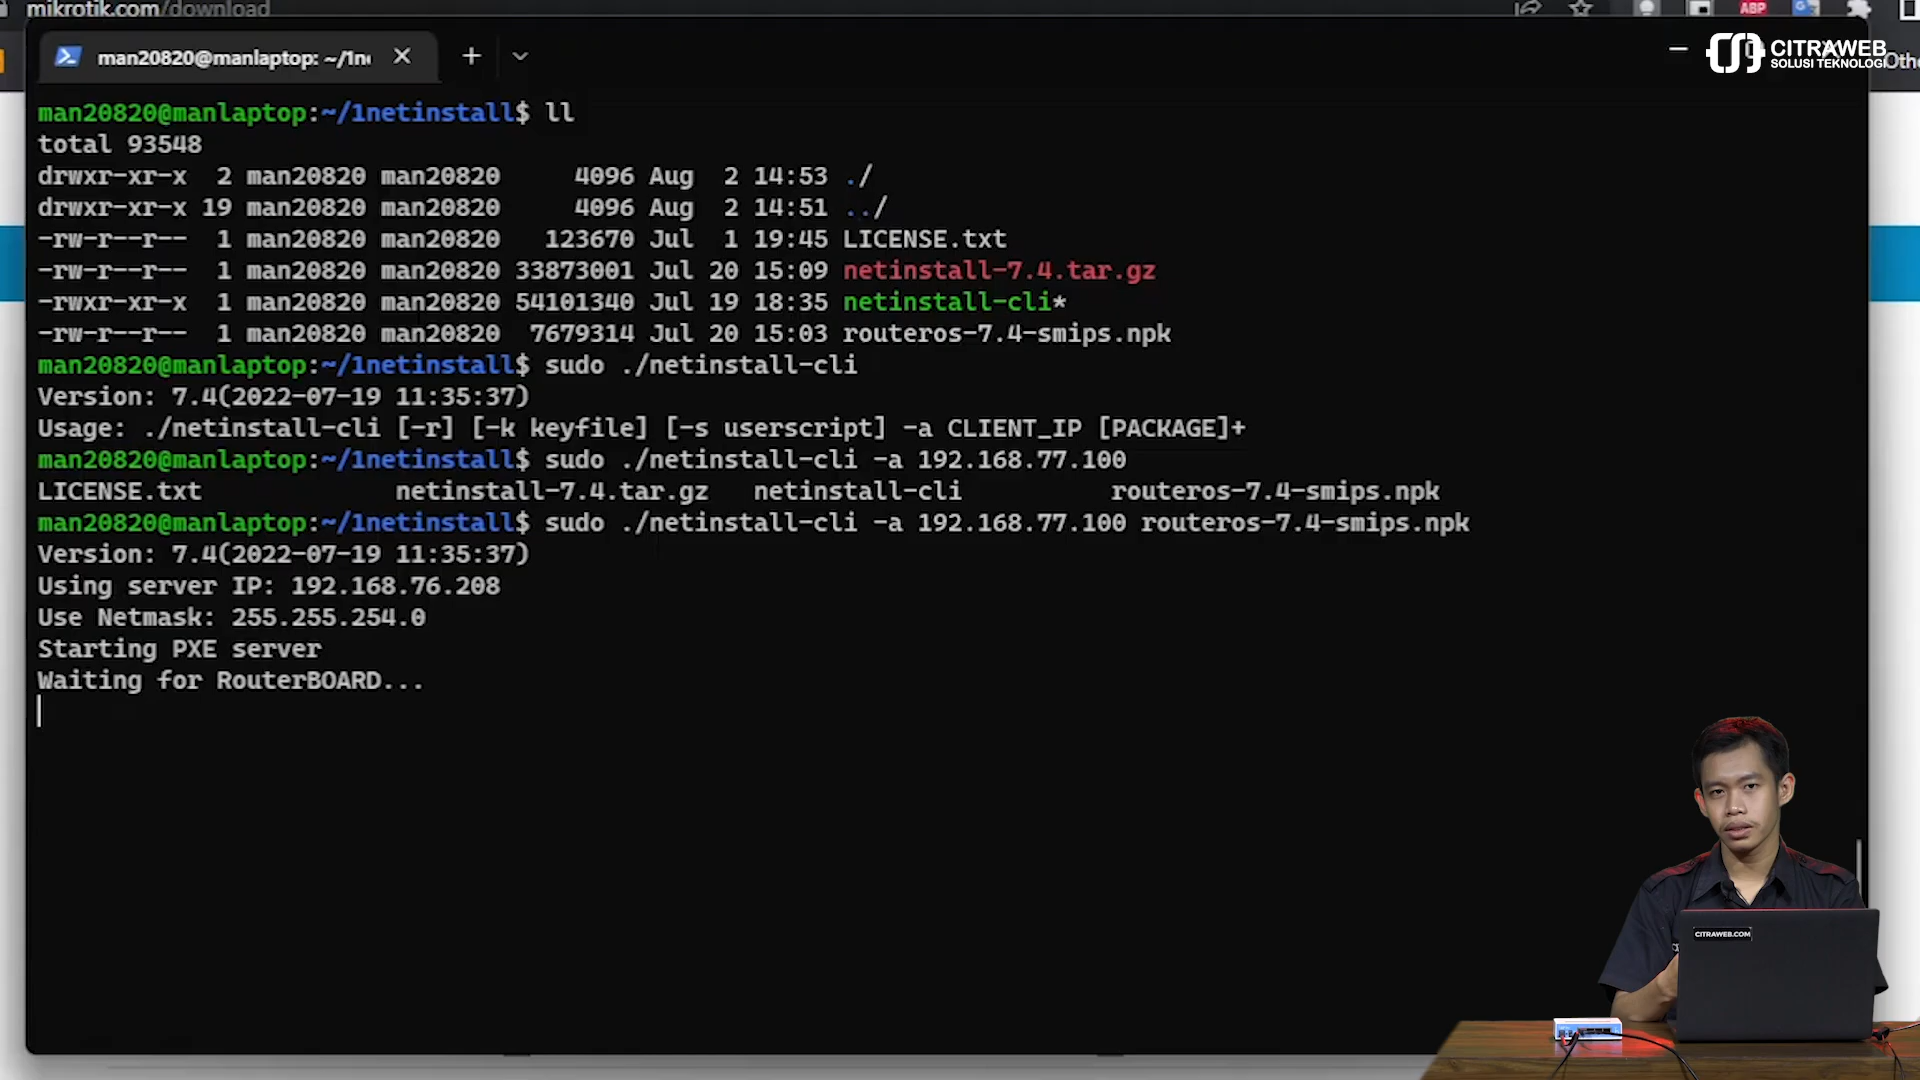 mikrotik.com/download
ABP
man20820@manlaptop: ~/1ne
CITRAWEB
SOLUSI TEKNOLOGI
Othe
man20820@manlaptop:~/1netinstall$ ll
total 93548
drwxr-xr-x  2 man20820 man20820     4096 Aug  2 14:53 ./
drwxr-xr-x 19 man20820 man20820     4096 Aug  2 14:51 ../
-rw-r--r--  1 man20820 man20820   123670 Jul  1 19:45 LICENSE.txt
-rw-r--r--  1 man20820 man20820 33873001 Jul 20 15:09 netinstall-7.4.tar.gz
-rwxr-xr-x  1 man20820 man20820 54101340 Jul 19 18:35 netinstall-cli*
-rw-r--r--  1 man20820 man20820  7679314 Jul 20 15:03 routeros-7.4-smips.npk
man20820@manlaptop:~/1netinstall$ sudo ./netinstall-cli
Version: 7.4(2022-07-19 11:35:37)
Usage: ./netinstall-cli [-r] [-k keyfile] [-s userscript] -a CLIENT_IP [PACKAGE]+
man20820@manlaptop:~/1netinstall$ sudo ./netinstall-cli -a 192.168.77.100
LICENSE.txt             netinstall-7.4.tar.gz   netinstall-cli          routeros-7.4-smips.npk
man20820@manlaptop:~/1netinstall$ sudo ./netinstall-cli -a 192.168.77.100 routeros-7.4-smips.npk
Version: 7.4(2022-07-19 11:35:37)
Using server IP: 192.168.76.208
Use Netmask: 255.255.254.0
Starting PXE server
Waiting for RouterBOARD...
CITRAWEB.COM